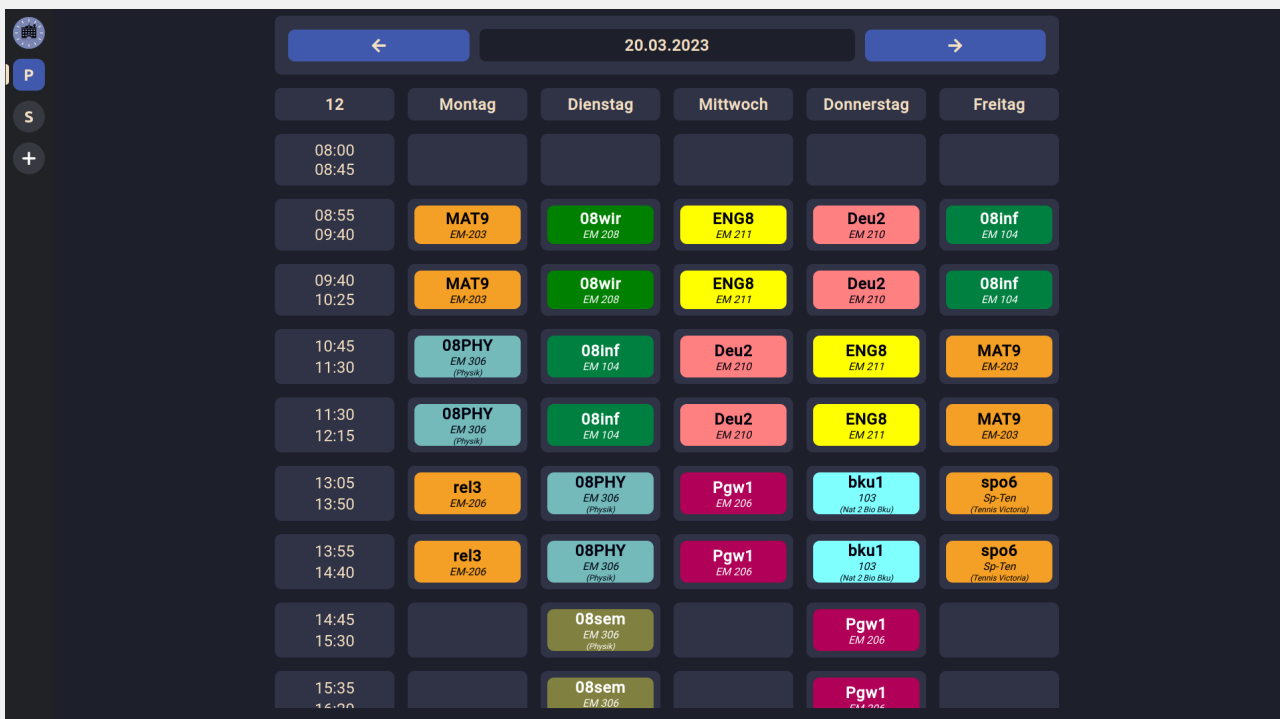 20.03.2023
P
S
12 Montag Dienstag Mittwoch Donnerstag Freitag
08:00
08:45
08:55 MAT9 08wir ENG8 Deu2 08inf
09:40 EM-203 EM 208 EM 211 EM 210 EM 104
09:40 MAT9 08wir ENG8 Deu2 08inf
10:25 EM-203 EM 208 EM 211 EM 210 EM 104
10:45 08PHY 08inf Deu2 ENG8 MAT9
11:30 EM 306 EM 104 EM 210 EM 211 EM-203
(Physik)
11:30 08PHY 08inf Deu2 ENG8 MAT9
12:15 EM 306 EM 104 EM 210 EM 211 EM-203
(Physik)
13:05 rel3 08PHY Pgw1 bku1 spo6
13:50 EM-206 EM 306 EM 206 103 Sp-Ten
(Physik) (Nat 2 Bio Bku) (Tennis Victoria)
13:55 rel3 08PHY Pgw1 bku1 spo6
14:40 EM-206 EM 306 EM 206 103 Sp-Ten
(Physik) (Nat 2 Bio Bku) (Tennis Victoria)
14:45 08sem Pgw1
15:30 EM 306 EM 206
(Physik)
15:35 08sem Pgw1
16:20 EM 306 EM 206